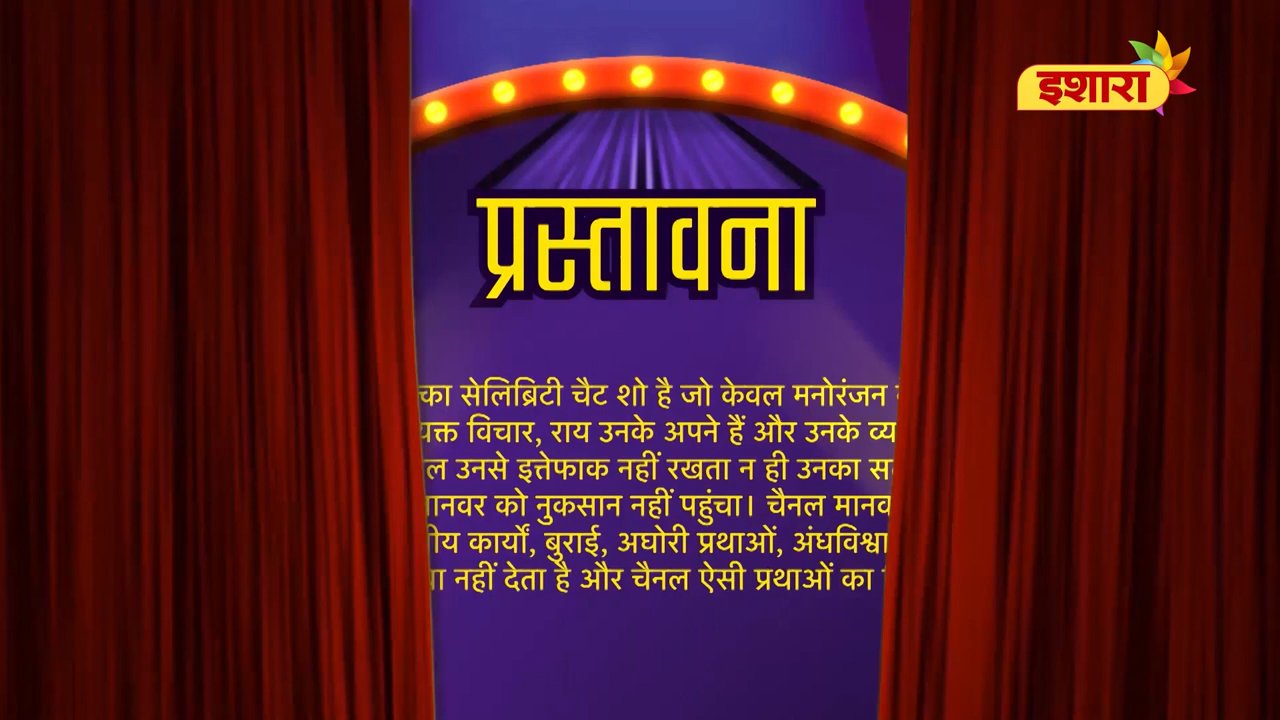 इशारा
प्रस्तावना
का सेलिब्रिटी चैट शो है जो केवल मनोरंजन
विचार, राय उनके अपने हैं और उनके
उनसे इत्तेफाक नहीं रखता न ही उनका
को नुकसान नहीं पहुंचा। चैनल
कार्यों, बुराई, अघोरी प्रथाओं,
नहीं देता है और चैनल ऐसी प्रथाओं का